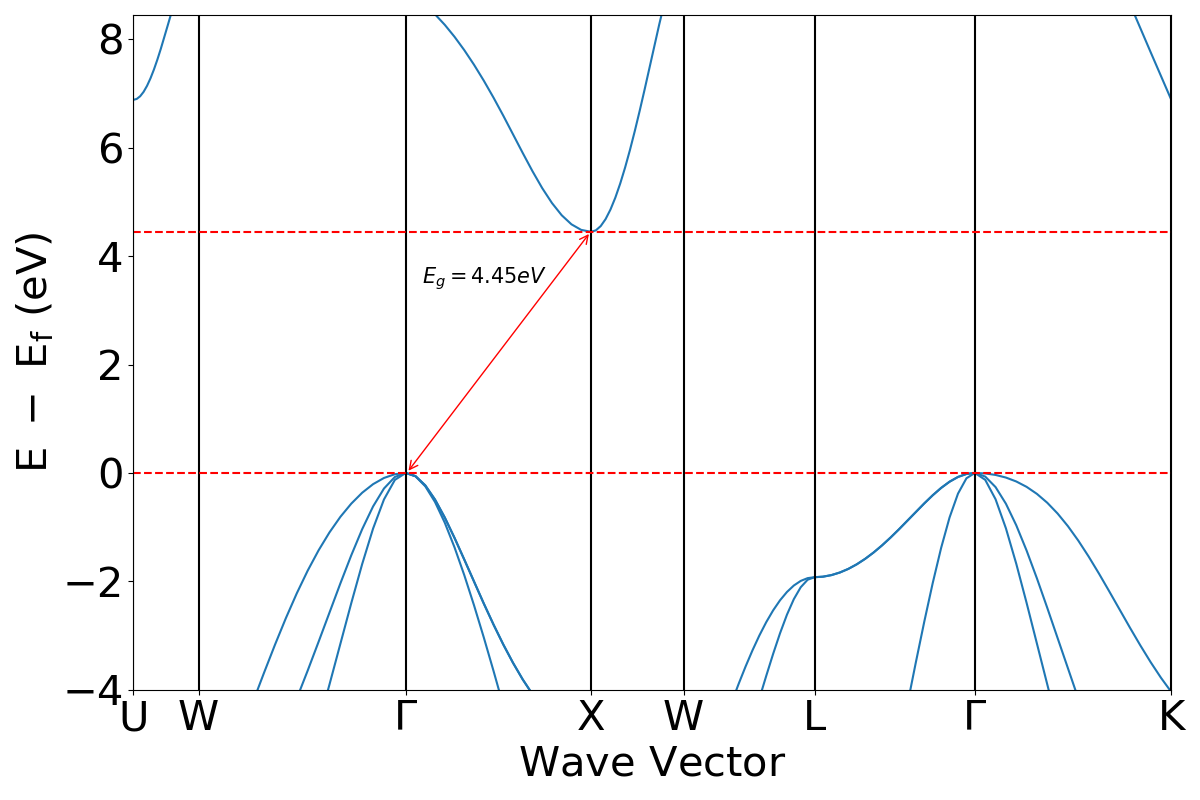 E − E_f (eV)
8
6
4
2
0
−2
−4
E_g = 4.45eV
U W Γ X W L Γ K
Wave Vector